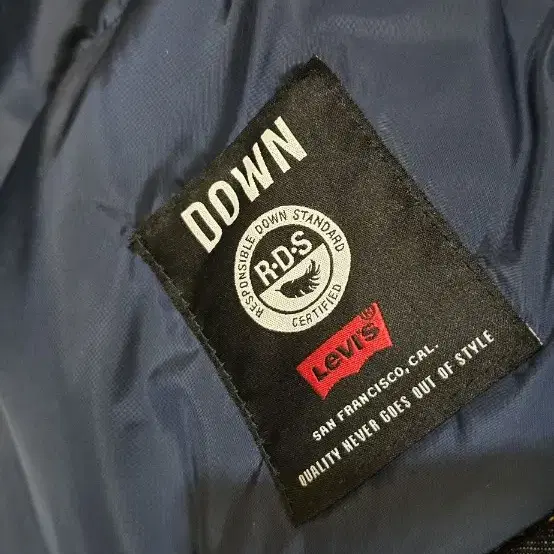 DOWN
RESPONSIBLE DOWN STANDARD
R·D·S
CERTIFIED
Levi's®
SAN FRANCISCO, CAL.
QUALITY NEVER GOES OUT OF STYLE